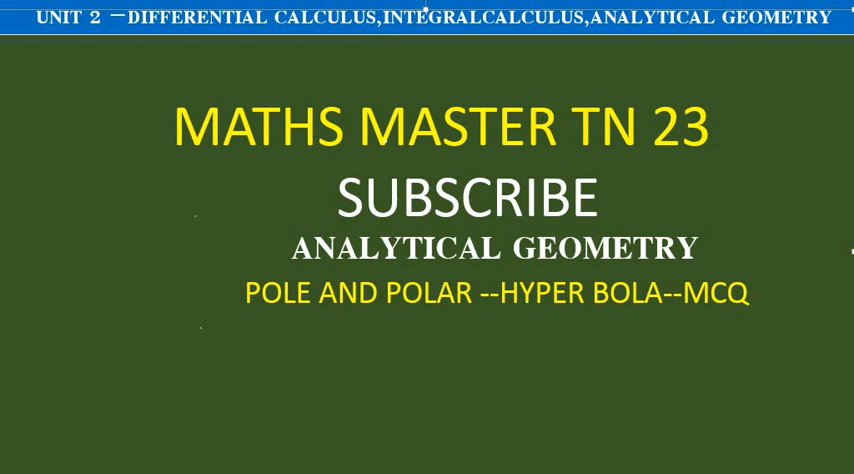 UNIT 2 —DIFFERENTIAL CALCULUS,INTEGRALCALCULUS,ANALYTICAL GEOMETRY
MATHS MASTER TN 23
SUBSCRIBE
ANALYTICAL GEOMETRY
POLE AND POLAR --HYPER BOLA--MCQ